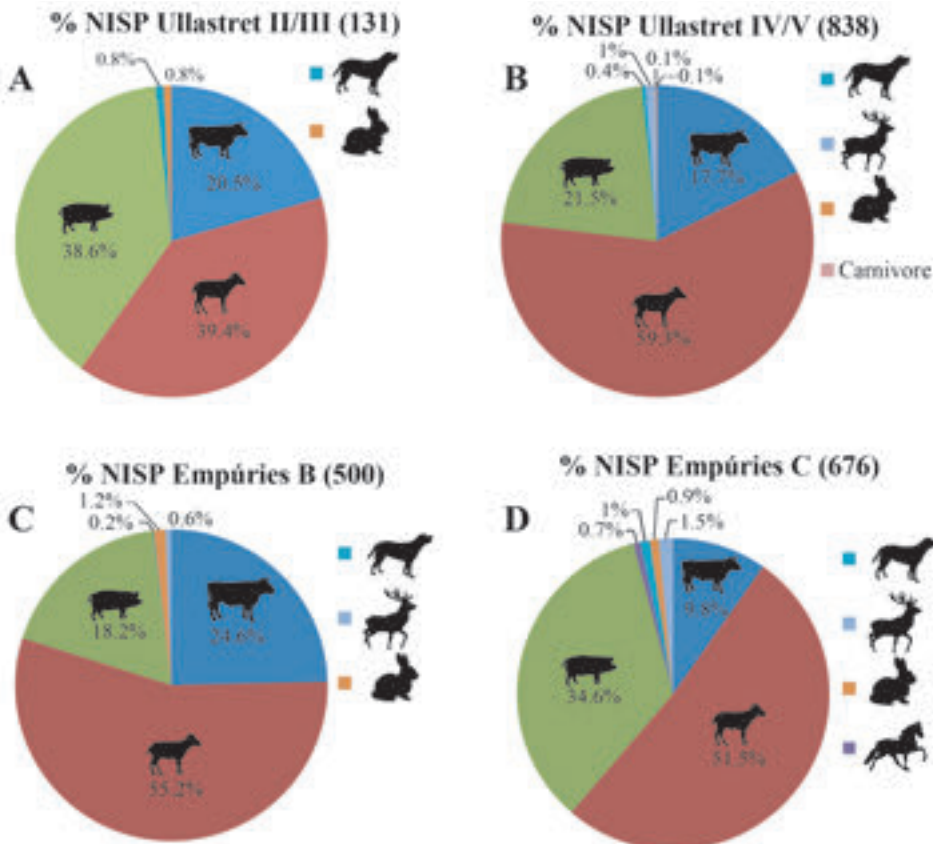 % NISP Ullastret II/III (131)
A
0.8%
0.8%
20.5%
38.6%
39.4%
% NISP Ullastret IV/V (838)
B
1%
0.1%
0.4%
0.1%
17.7%
21.5%
59.3%
Carnivore
% NISP Empúries B (500)
C
1.2%
0.6%
0.2%
24.6%
18.2%
55.2%
% NISP Empúries C (676)
D
0.9%
1%
1.5%
0.7%
9.8%
34.6%
51.5%